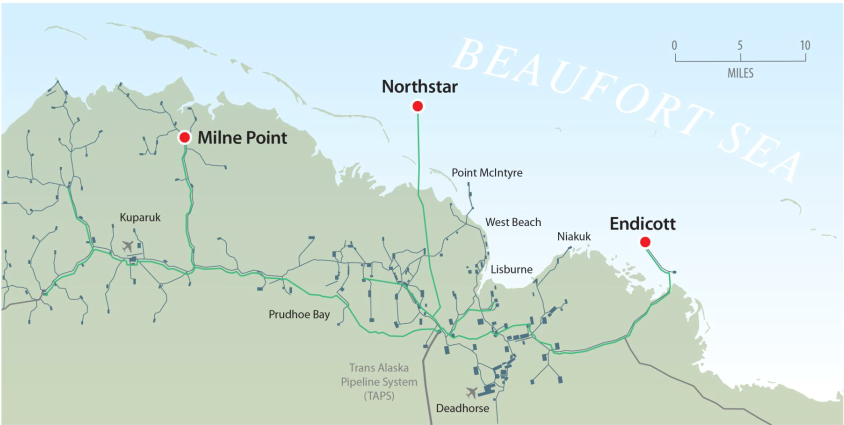 BEAUFORT SEA
0 5 10
MILES
Northstar
Milne Point
Point McIntyre
Kuparuk
West Beach
Endicott
Niakuk
Lisburne
Prudhoe Bay
Trans Alaska
Pipeline System
(TAPS)
Deadhorse